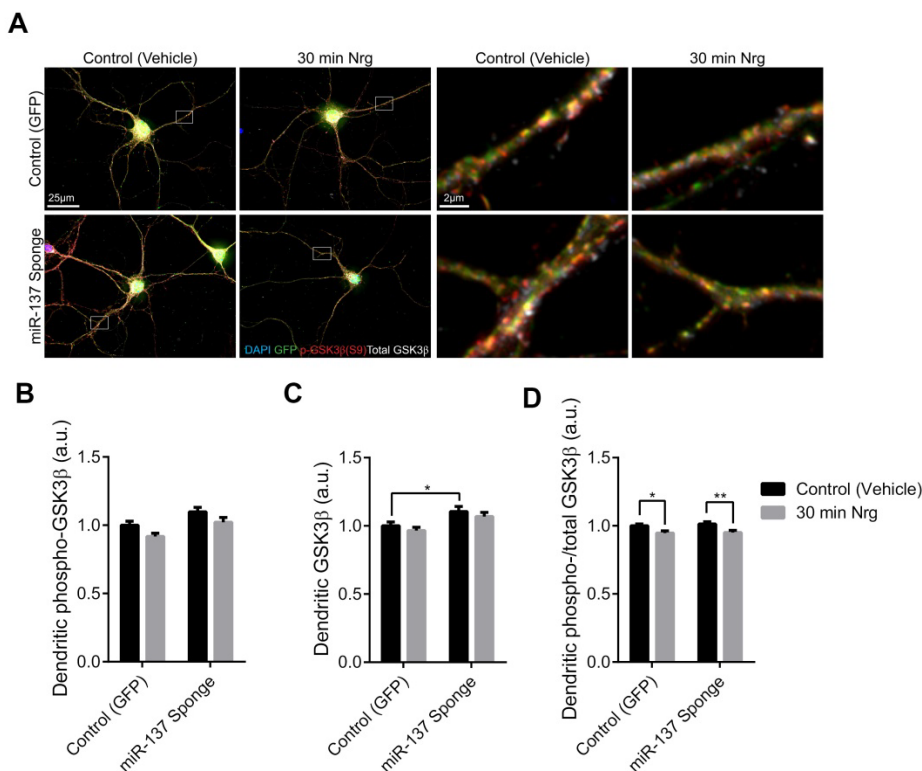 A
Control (Vehicle)
30 min Nrg
Control (Vehicle)
30 min Nrg
Control (GFP)
25µm
2µm
miR-137 Sponge
DAPI GFP p-GSK3β(S9)Total GSK3β
B
Dendritic phospho-GSK3β (a.u.)
1.5
1.0
0.5
0.0
Control (GFP)
miR-137 Sponge
C
Dendritic GSK3β (a.u.)
1.5
1.0
0.5
0.0
*
Control (GFP)
miR-137 Sponge
D
Dendritic phospho-/total GSK3β (a.u.)
1.5
1.0
0.5
0.0
*
**
Control (GFP)
miR-137 Sponge
Control (Vehicle)
30 min Nrg